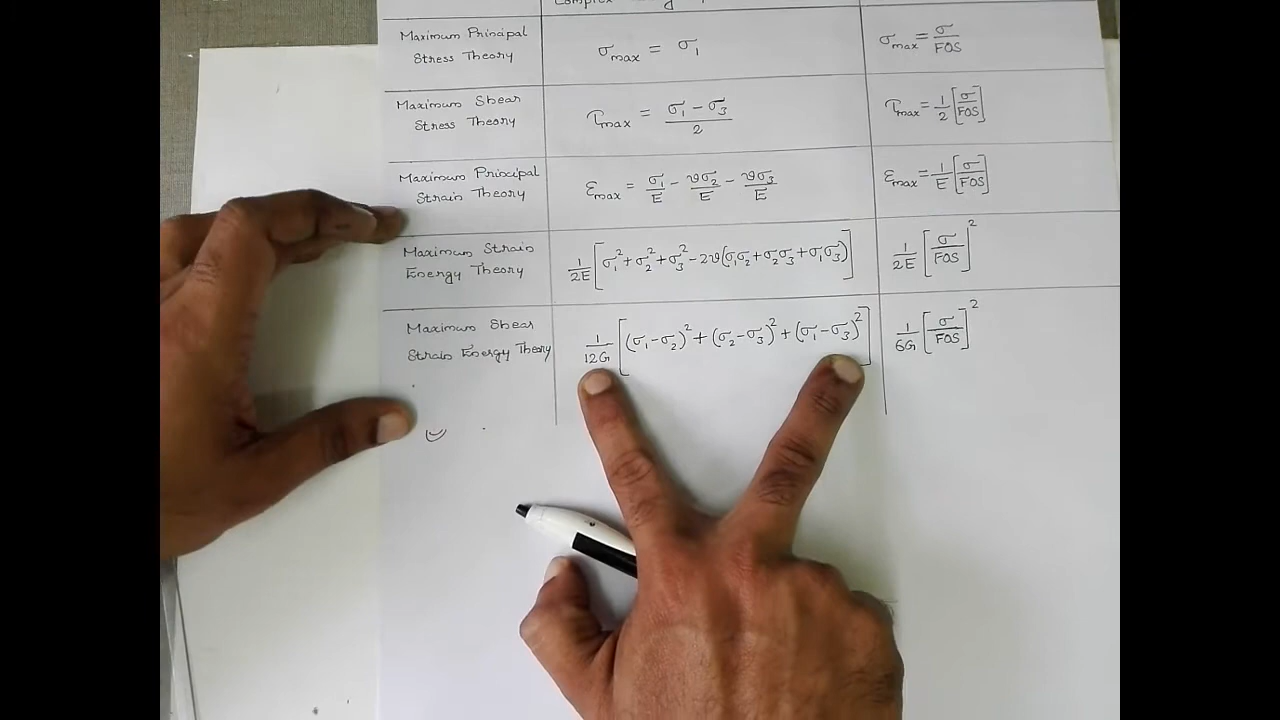 Maximum Principal
Stress Theory
σmax = σ1
σmax = σ/FOS
Maximum Shear
Stress Theory
τmax = (σ1 - σ3)/2
τmax = 1/2 [σ/FOS]
Maximum Principal
Strain Theory
εmax = σ1/E - ϑσ2/E - ϑσ3/E
εmax = 1/E [σ/FOS]
Maximum Strain
Energy Theory
1/2E [σ1² + σ2² + σ3² - 2ϑ(σ1σ2 + σ2σ3 + σ1σ3)]
1/2E [σ/FOS]²
Maximum Shear
Strain Energy Theory
1/12G [(σ1 - σ2)² + (σ2 - σ3)² + (σ1 - σ3)²]
1/6G [σ/FOS]²